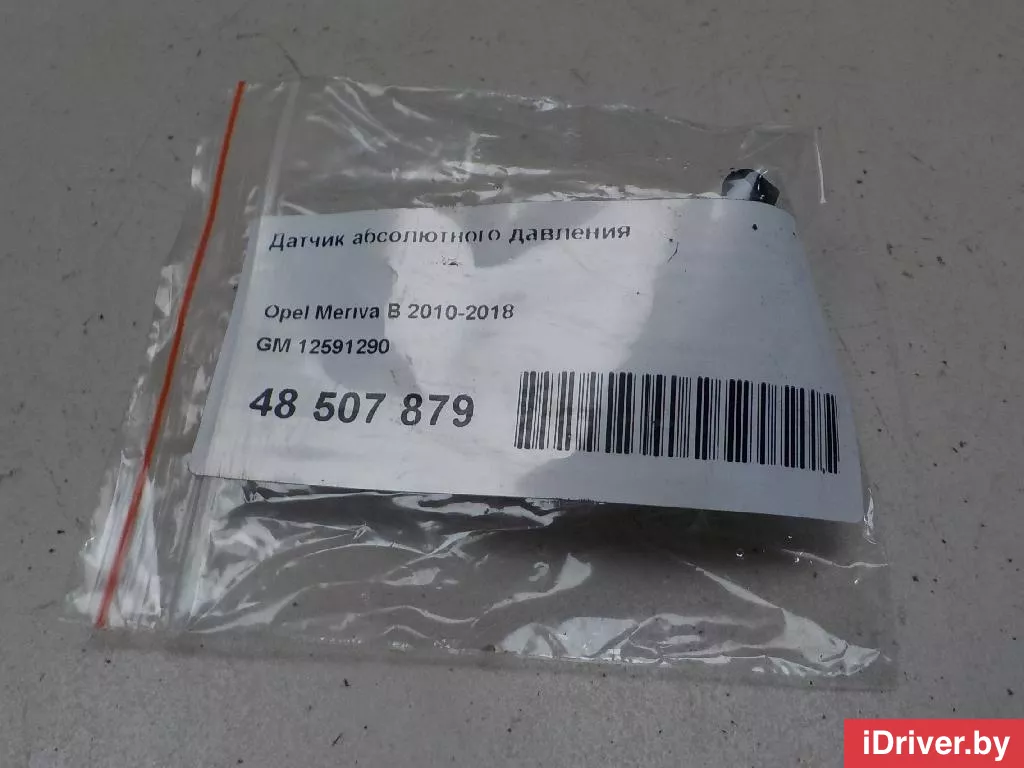 Датчик абсолютного давления
Opel Meriva B 2010-2018
GM 12591290
48 507 879
iDriver.by